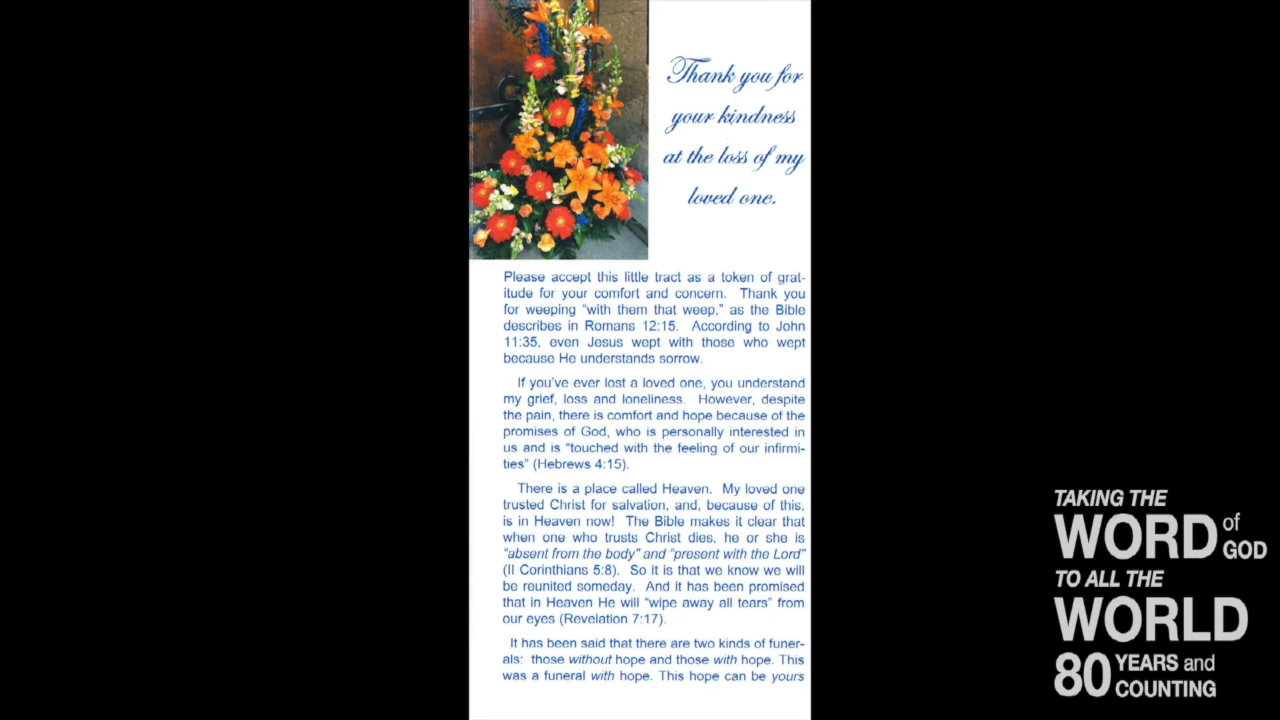 Thank you for
your kindness
at the loss of my
loved one.
Please accept this little tract as a token of grat-
itude for your comfort and concern. Thank you
for weeping “with them that weep,” as the Bible
describes in Romans 12:15. According to John
11:35, even Jesus wept with those who wept
because He understands sorrow.
If you’ve ever lost a loved one, you understand
my grief, loss and loneliness. However, despite
the pain, there is comfort and hope because of the
promises of God, who is personally interested in
us and is “touched with the feeling of our infirmi-
ties” (Hebrews 4:15).
There is a place called Heaven. My loved one
trusted Christ for salvation, and, because of this,
is in Heaven now! The Bible makes it clear that
when one who trusts Christ dies, he or she is
“absent from the body” and “present with the Lord”
(II Corinthians 5:8). So it is that we know we will
be reunited someday. And it has been promised
that in Heaven He will “wipe away all tears” from
our eyes (Revelation 7:17).
It has been said that there are two kinds of funer-
als: those without hope and those with hope. This
was a funeral with hope. This hope can be yours
TAKING THE
WORD of GOD
TO ALL THE
WORLD
80 YEARS and
COUNTING